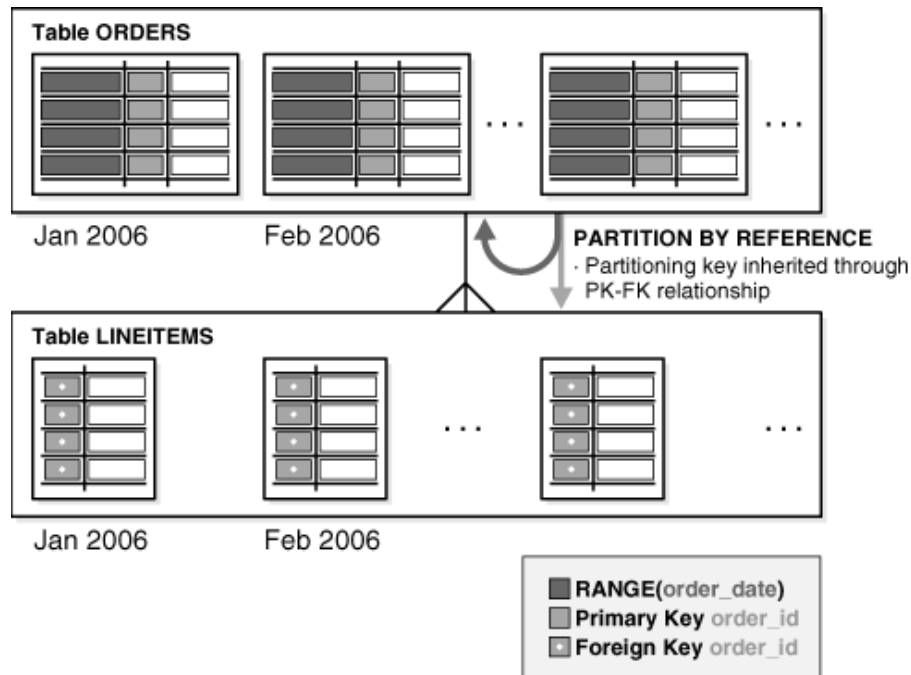 Table ORDERS
. . .
. . .
Jan 2006
Feb 2006
PARTITION BY REFERENCE
· Partitioning key inherited through
PK-FK relationship
Table LINEITEMS
. . .
. . .
Jan 2006
Feb 2006
RANGE(order_date)
Primary Key order_id
Foreign Key order_id